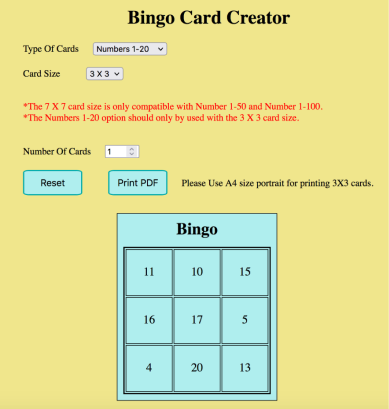 Bingo Card Creator
Type Of Cards Numbers 1-20
Card Size 3 X 3
*The 7 X 7 card size is only compatible with Number 1-50 and Number 1-100.
*The Numbers 1-20 option should only by used with the 3 X 3 card size.
Number Of Cards 1
Reset Print PDF Please Use A4 size portrait for printing 3X3 cards.
Bingo
11 10 15
16 17 5
4 20 13